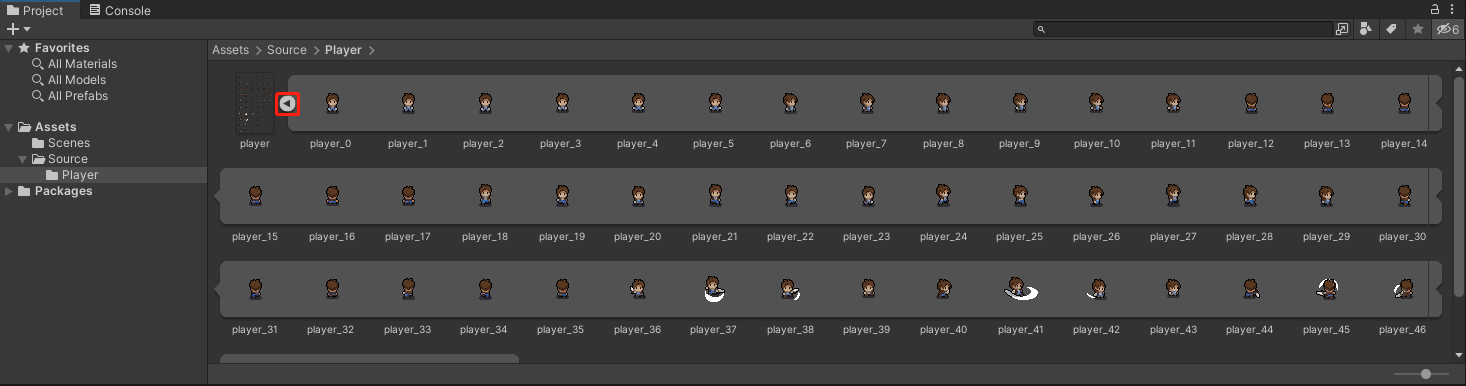 Project Console
6
Favorites
All Materials
All Models
All Prefabs
Assets
Scenes
Source
Player
Packages
Assets > Source > Player >
player player_0 player_1 player_2 player_3 player_4 player_5 player_6 player_7 player_8 player_9 player_10 player_11 player_12 player_13 player_14
player_15 player_16 player_17 player_18 player_19 player_20 player_21 player_22 player_23 player_24 player_25 player_26 player_27 player_28 player_29 player_30
player_31 player_32 player_33 player_34 player_35 player_36 player_37 player_38 player_39 player_40 player_41 player_42 player_43 player_44 player_45 player_46